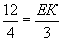 12/4 = EK/3